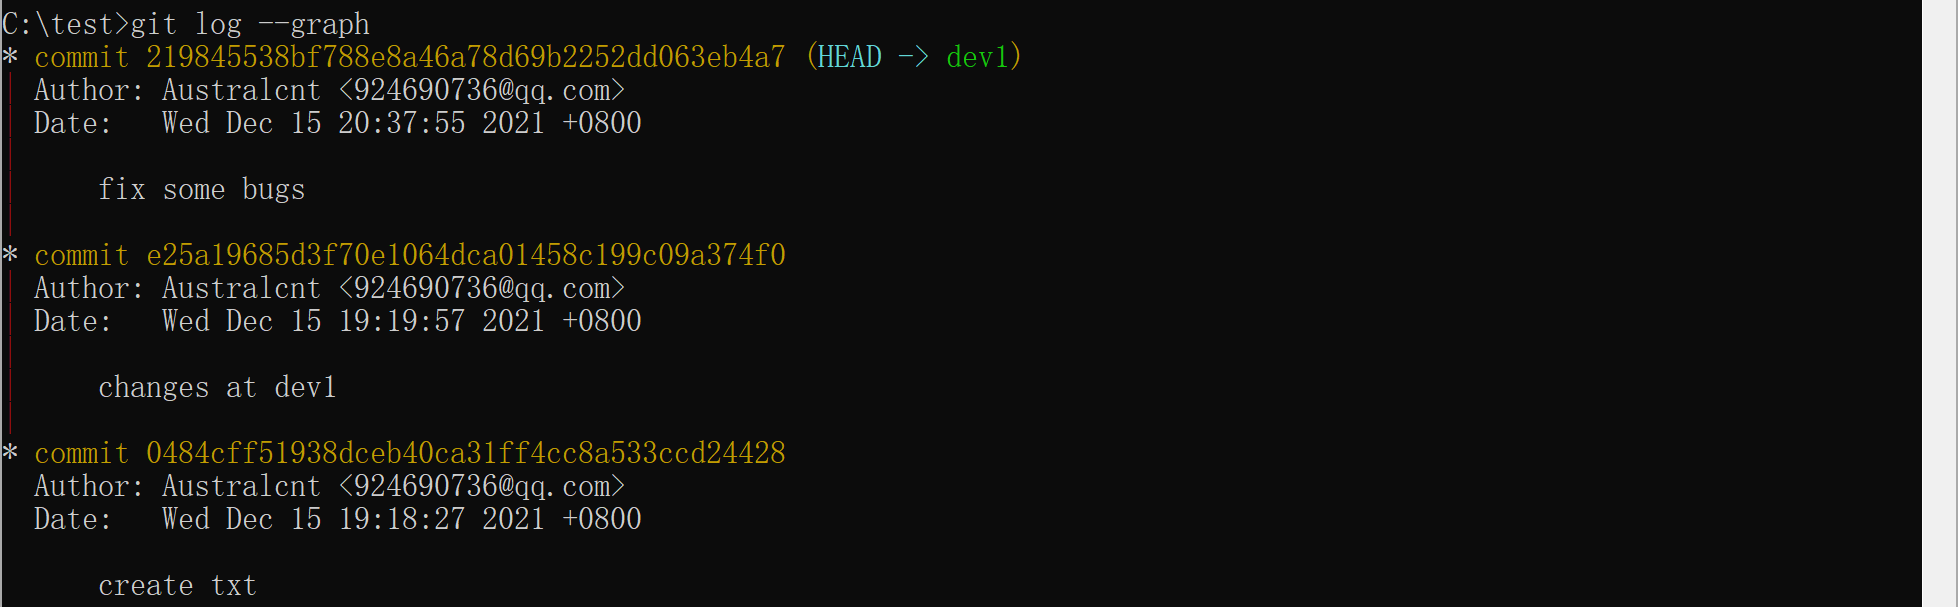 C:\test>git log --graph
* commit 219845538bf788e8a46a78d69b2252dd063eb4a7 (HEAD -> dev1)
| Author: Australcnt <924690736@qq.com>
| Date:   Wed Dec 15 20:37:55 2021 +0800
|
|     fix some bugs
|
* commit e25a19685d3f70e1064dca01458c199c09a374f0
| Author: Australcnt <924690736@qq.com>
| Date:   Wed Dec 15 19:19:57 2021 +0800
|
|     changes at dev1
|
* commit 0484cff51938dceb40ca31ff4cc8a533ccd24428
  Author: Australcnt <924690736@qq.com>
  Date:   Wed Dec 15 19:18:27 2021 +0800

      create txt